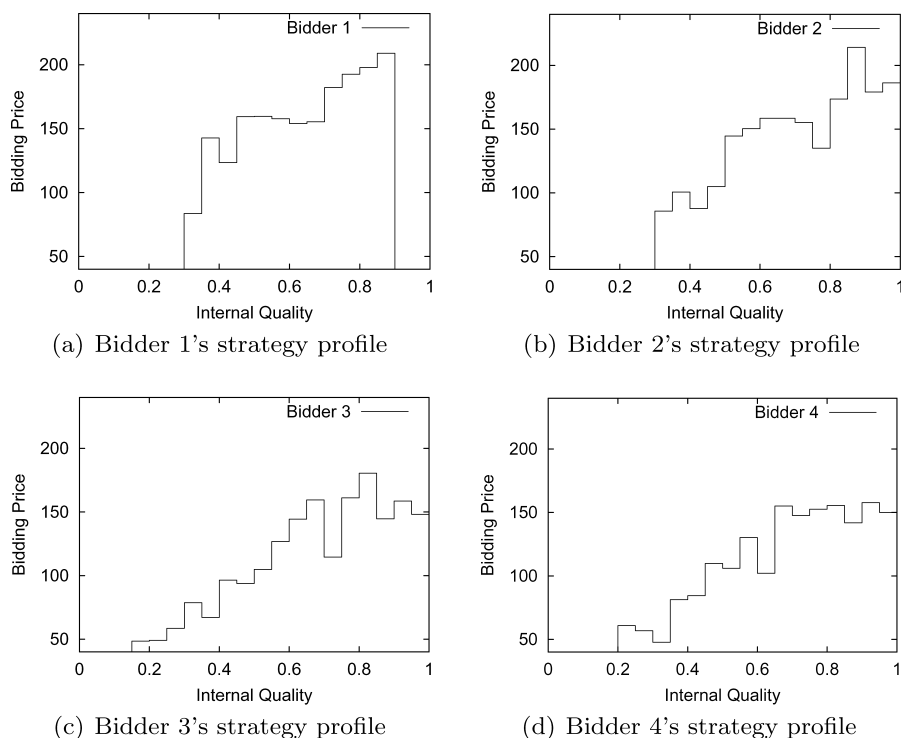 Bidder 1
200
150
100
50
Bidding Price
0 0.2 0.4 0.6 0.8 1
Internal Quality
(a) Bidder 1's strategy profile
Bidder 2
200
150
100
50
Bidding Price
0 0.2 0.4 0.6 0.8 1
Internal Quality
(b) Bidder 2's strategy profile
Bidder 3
200
150
100
50
Bidding Price
0 0.2 0.4 0.6 0.8 1
Internal Quality
(c) Bidder 3's strategy profile
Bidder 4
200
150
100
50
Bidding Price
0 0.2 0.4 0.6 0.8 1
Internal Quality
(d) Bidder 4's strategy profile